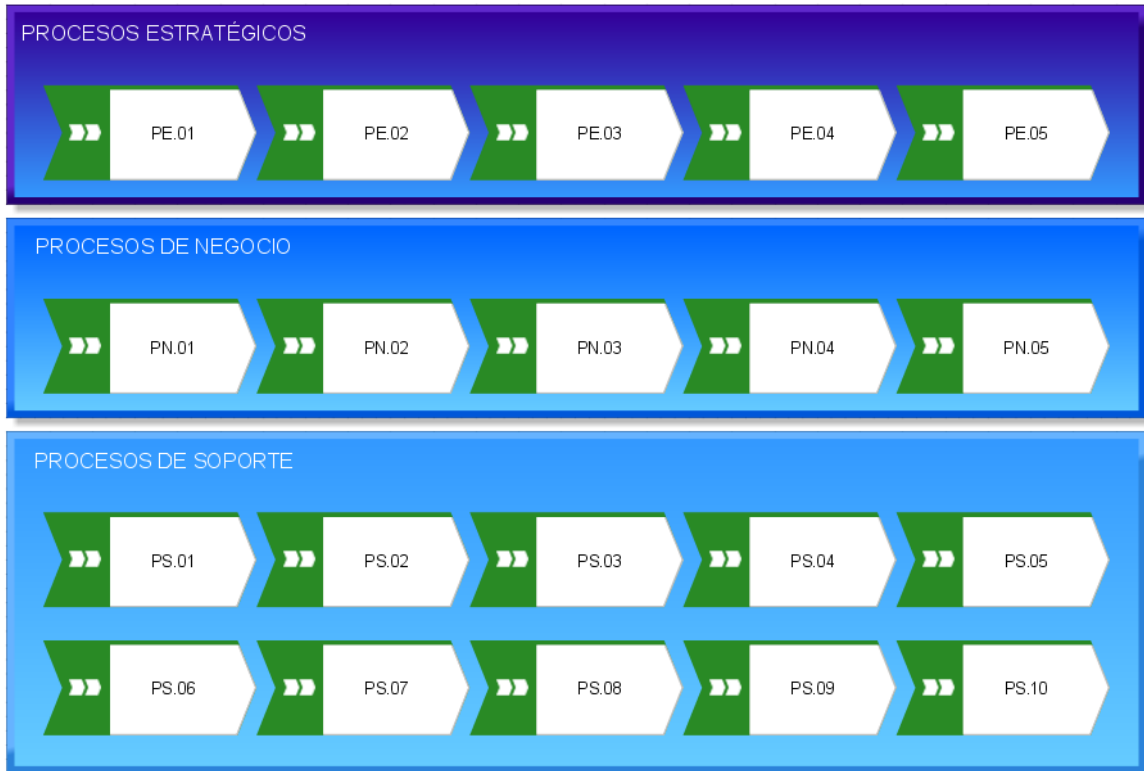 PROCESOS ESTRATÉGICOS
PE.01 PE.02 PE.03 PE.04 PE.05
PROCESOS DE NEGOCIO
PN.01 PN.02 PN.03 PN.04 PN.05
PROCESOS DE SOPORTE
PS.01 PS.02 PS.03 PS.04 PS.05
PS.06 PS.07 PS.08 PS.09 PS.10